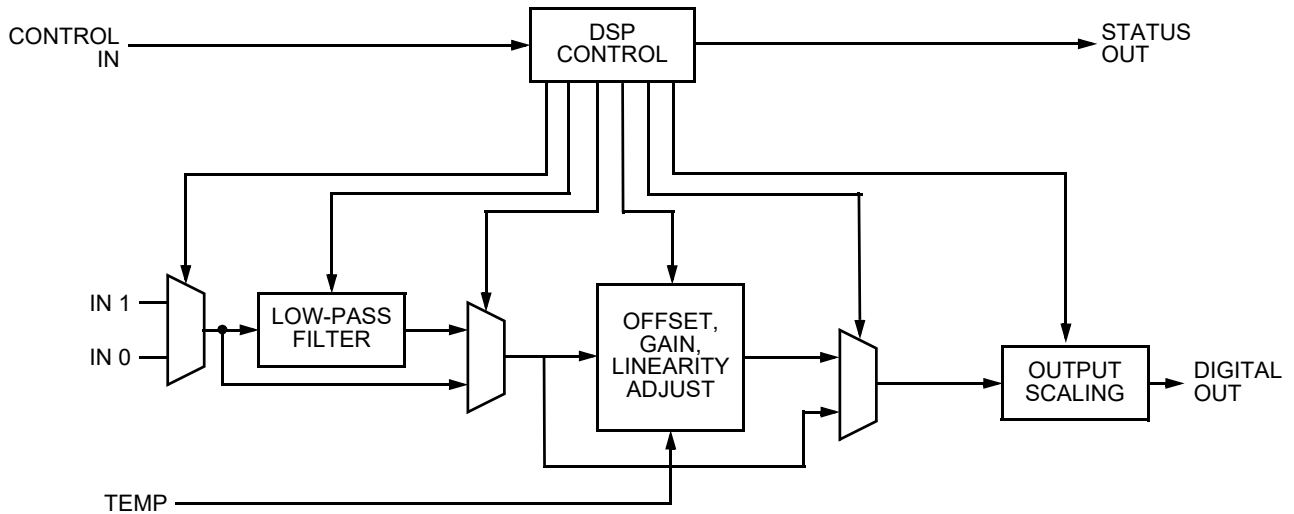 CONTROL
IN
DSP
CONTROL
STATUS
OUT
IN 1
IN 0
LOW-PASS
FILTER
OFFSET,
GAIN,
LINEARITY
ADJUST
OUTPUT
SCALING
DIGITAL
OUT
TEMP